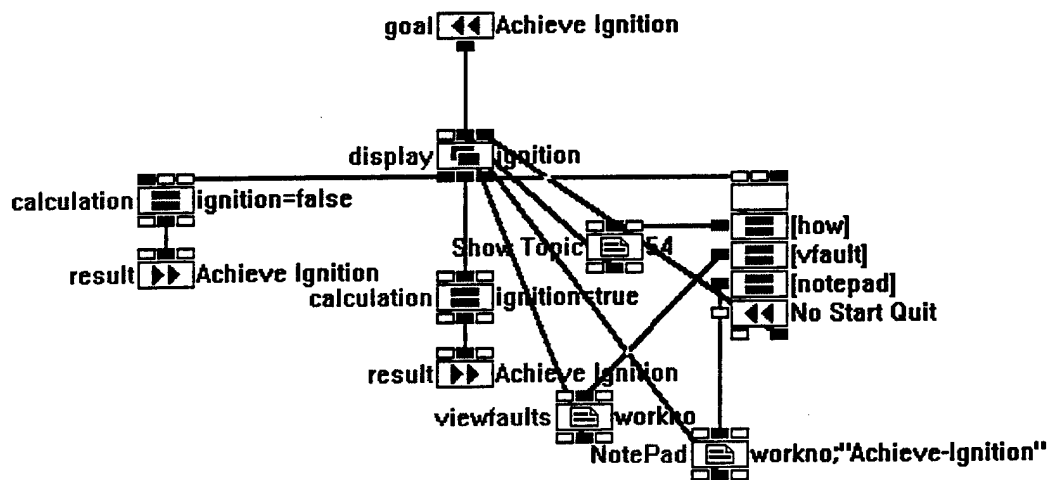 goal Achieve Ignition
display ignition
calculation ignition=false
[how]
Show Topic 54
[vfault]
result Achieve Ignition
[notepad]
calculation ignition=true
No Start Quit
result Achieve Ignition
viewfaults workno
NotePad workno;"Achieve-Ignition"